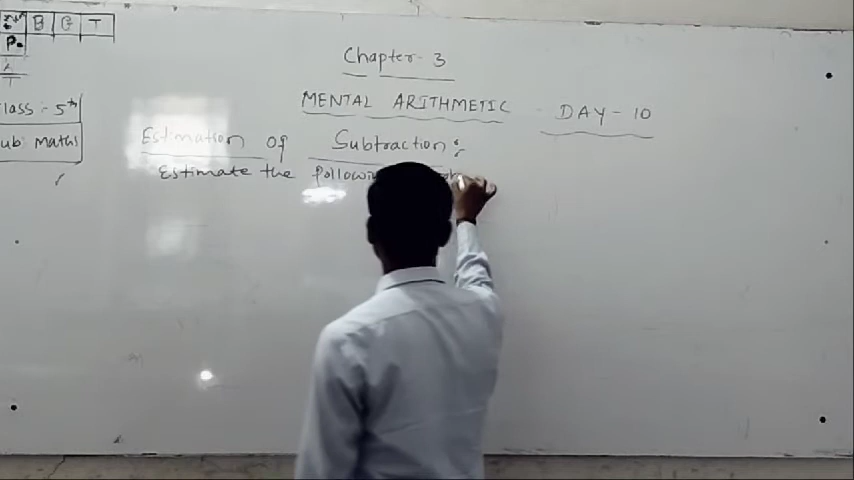 B G T
P.
Class :- 5th
Sub: Maths
Chapter - 3
MENTAL ARITHMETIC DAY - 10
Estimation of Subtraction :
Estimate the